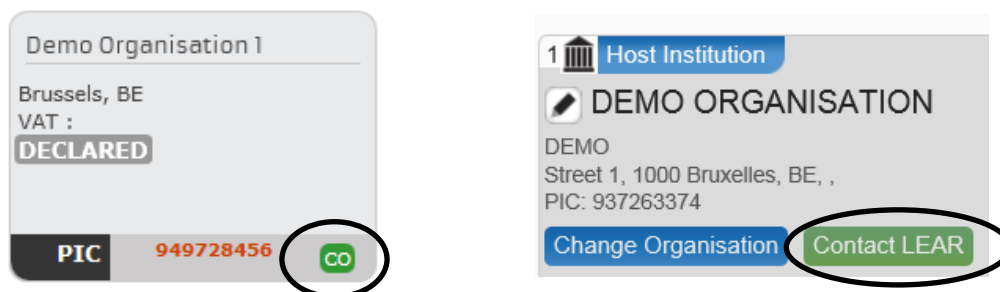 Demo Organisation 1
Brussels, BE
VAT :
DECLARED
PIC 949728456 CO
1 Host Institution
DEMO ORGANISATION
DEMO
Street 1, 1000 Bruxelles, BE, ,
PIC: 937263374
Change Organisation Contact LEAR